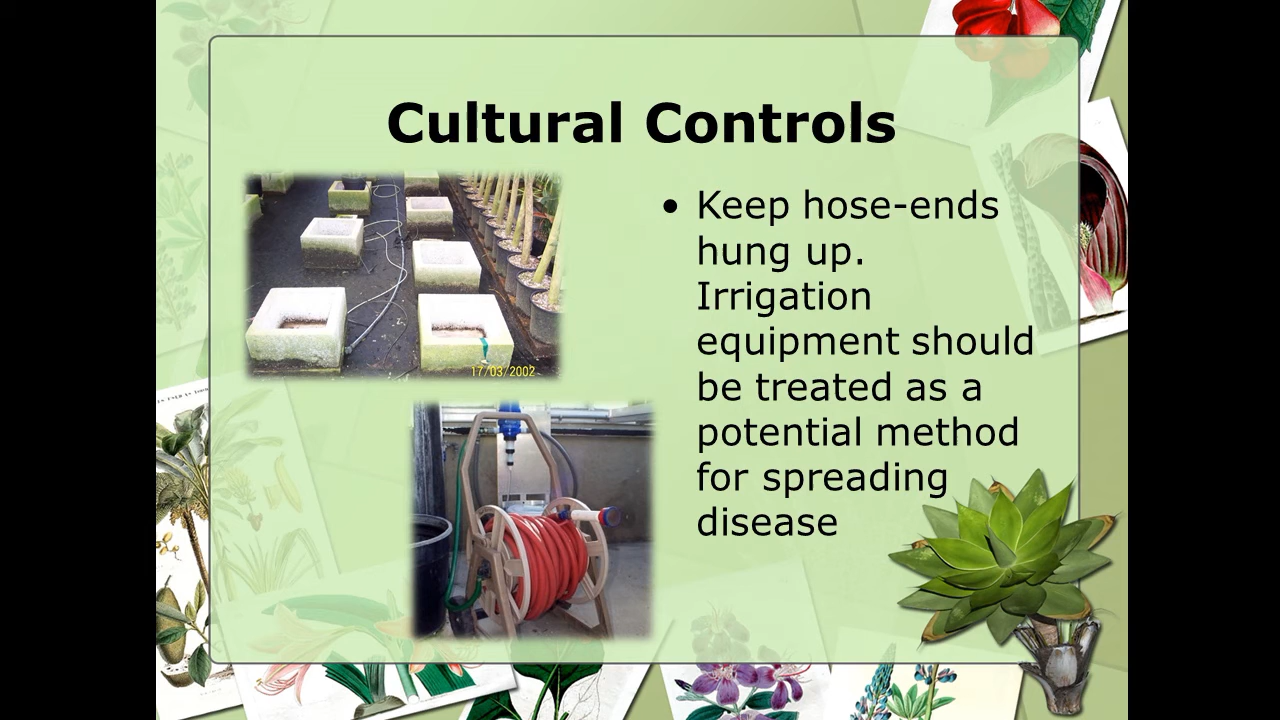 Cultural Controls
• Keep hose-ends
hung up.
Irrigation
equipment should
be treated as a
potential method
for spreading
disease
17/03/2002